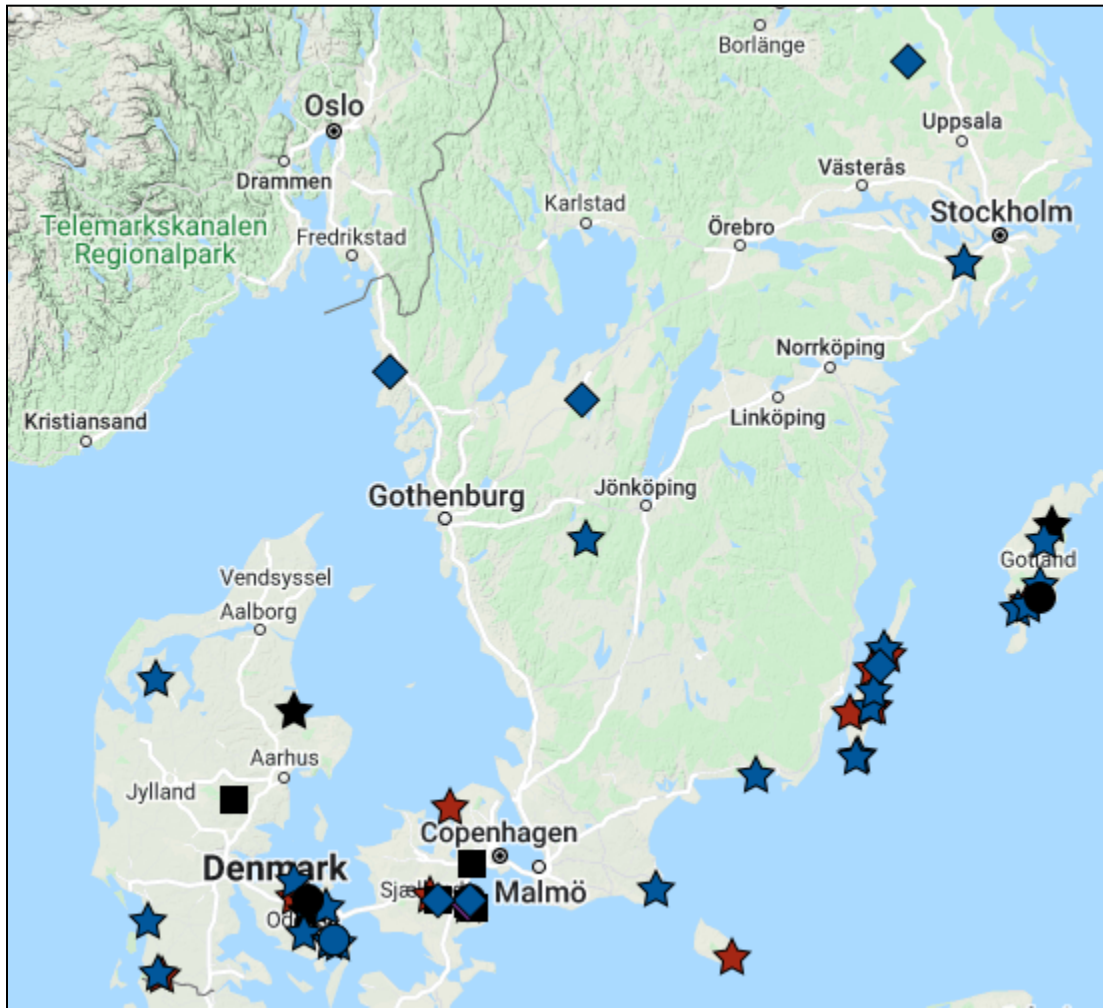 Borlänge
Oslo
Uppsala
Drammen
Västerås
Telemarkskanalen
Regionalpark
Karlstad
Stockholm
Örebro
Fredrikstad
Norrköping
Kristiansand
Linköping
Gothenburg
Jönköping
Gotland
Vendsyssel
Aalborg
Aarhus
Jylland
Copenhagen
Denmark
Malmö